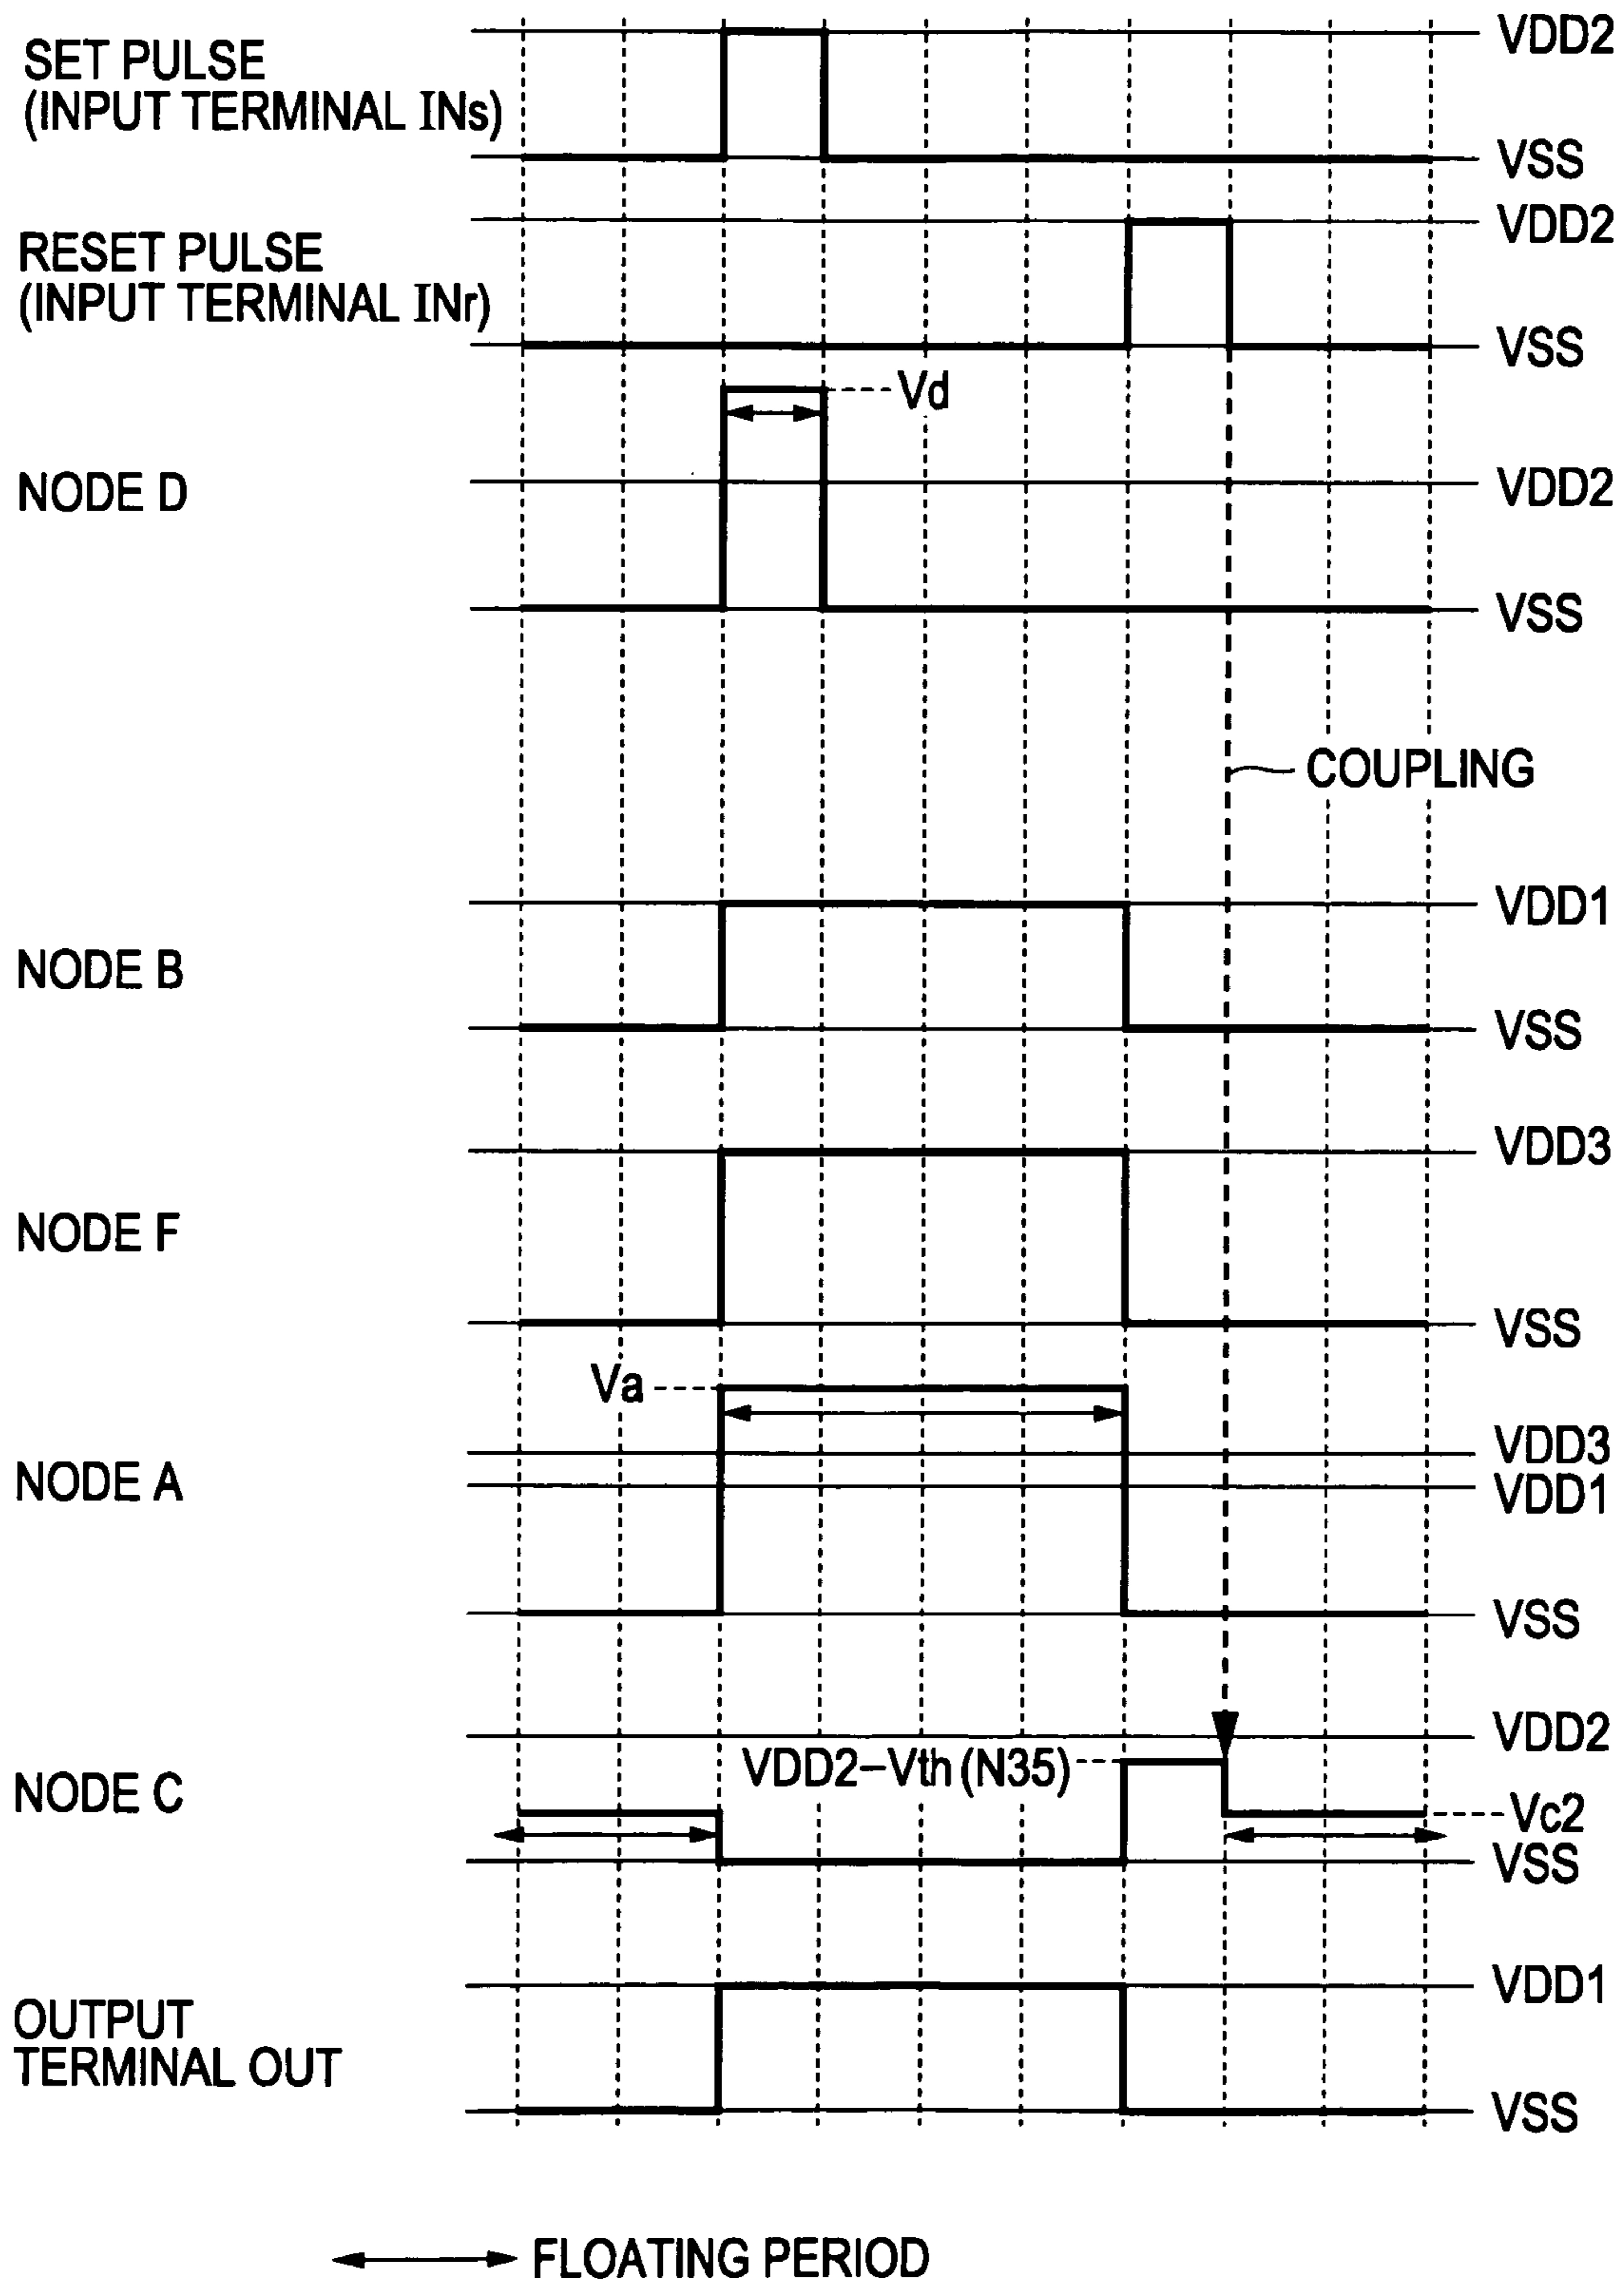 SET PULSE
(INPUT TERMINAL INs)
VDD2
VSS
RESET PULSE
(INPUT TERMINAL INr)
VDD2
VSS
Vd
NODE D
VDD2
VSS
COUPLING
NODE B
VDD1
VSS
NODE F
VDD3
VSS
Va
NODE A
VDD3
VDD1
VSS
NODE C
VDD2
VDD2-Vth(N35)
Vc2
VSS
OUTPUT
TERMINAL OUT
VDD1
VSS
FLOATING PERIOD